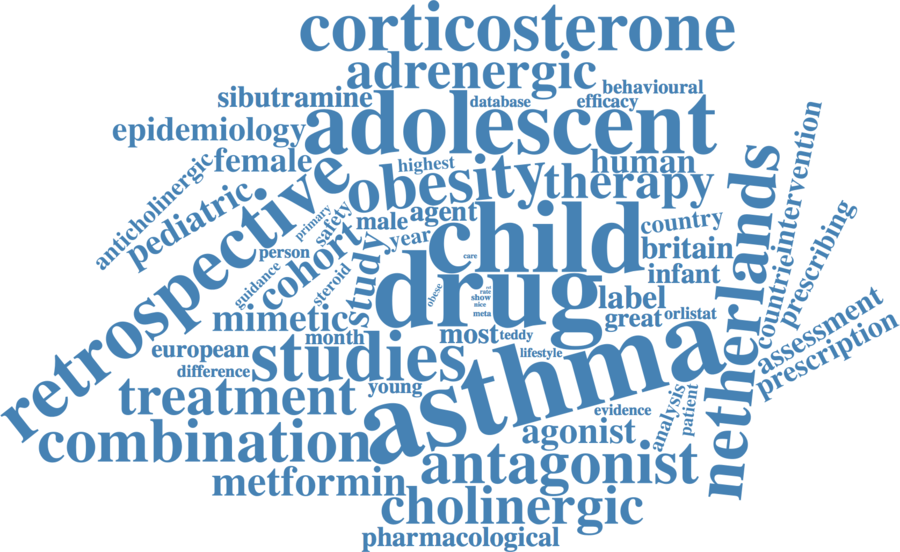 corticosterone
adrenergic
behavioural
sibutramine
database
efficacy
epidemiology
adolescent
intervention
anticholinergic
female
highest
human
pediatric
retrospective
obesity
therapy
primary
safety
male
agent
child
country
netherlands
person
cohort
study
year
care
britain
prescribing
guidance
steroid
drug
infant
obese
rate
show
nice
meta
label
countrie
mimetic
great
orlistat
month
most
teddy
european
studies
lifestyle
asthma
assessment
difference
prescription
treatment
young
evidence
analysis
patient
combination
agonist
metformin
antagonist
cholinergic
pharmacological